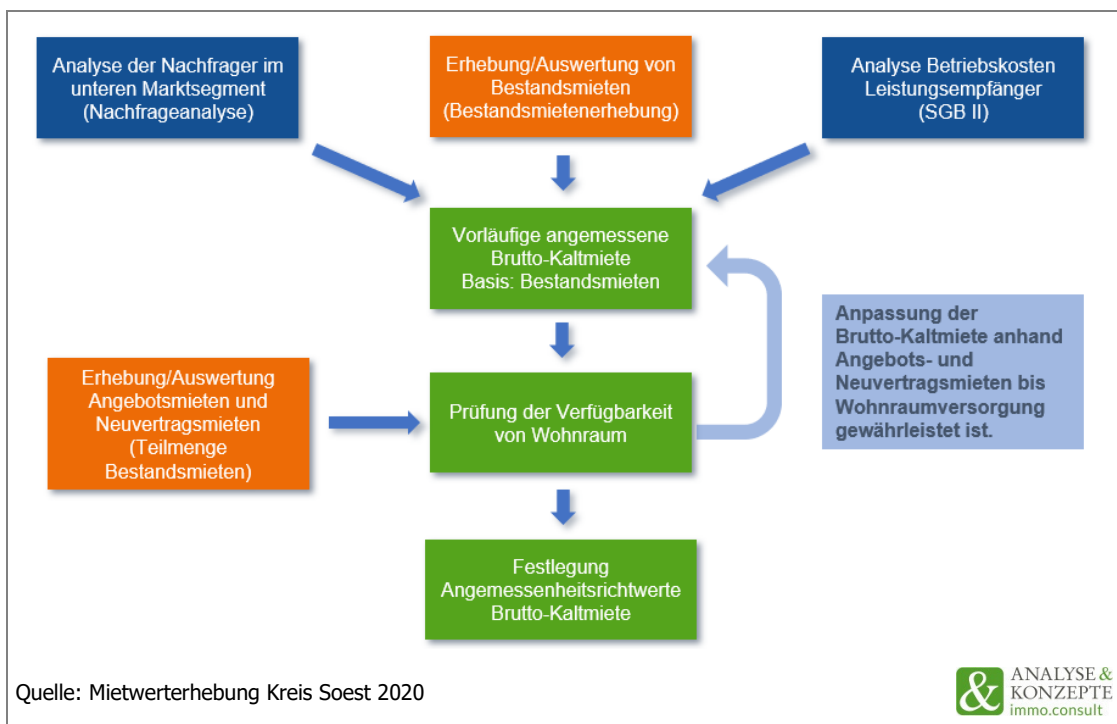 Analyse der Nachfrager im
unteren Marktsegment
(Nachfrageanalyse)
Erhebung/Auswertung von
Bestandsmieten
(Bestandsmietenerhebung)
Analyse Betriebskosten
Leistungsempfänger
(SGB II)
Vorläufige angemessene
Brutto-Kaltmiete
Basis: Bestandsmieten
Anpassung der
Brutto-Kaltmiete anhand
Angebots- und
Neuvertragsmieten bis
Wohnraumversorgung
gewährleistet ist.
Erhebung/Auswertung
Angebotsmieten und
Neuvertragsmieten
(Teilmenge
Bestandsmieten)
Prüfung der Verfügbarkeit
von Wohnraum
Festlegung
Angemessenheitsrichtwerte
Brutto-Kaltmiete
Quelle: Mietwerterhebung Kreis Soest 2020
&
ANALYSE &
KONZEPTE
immo.consult